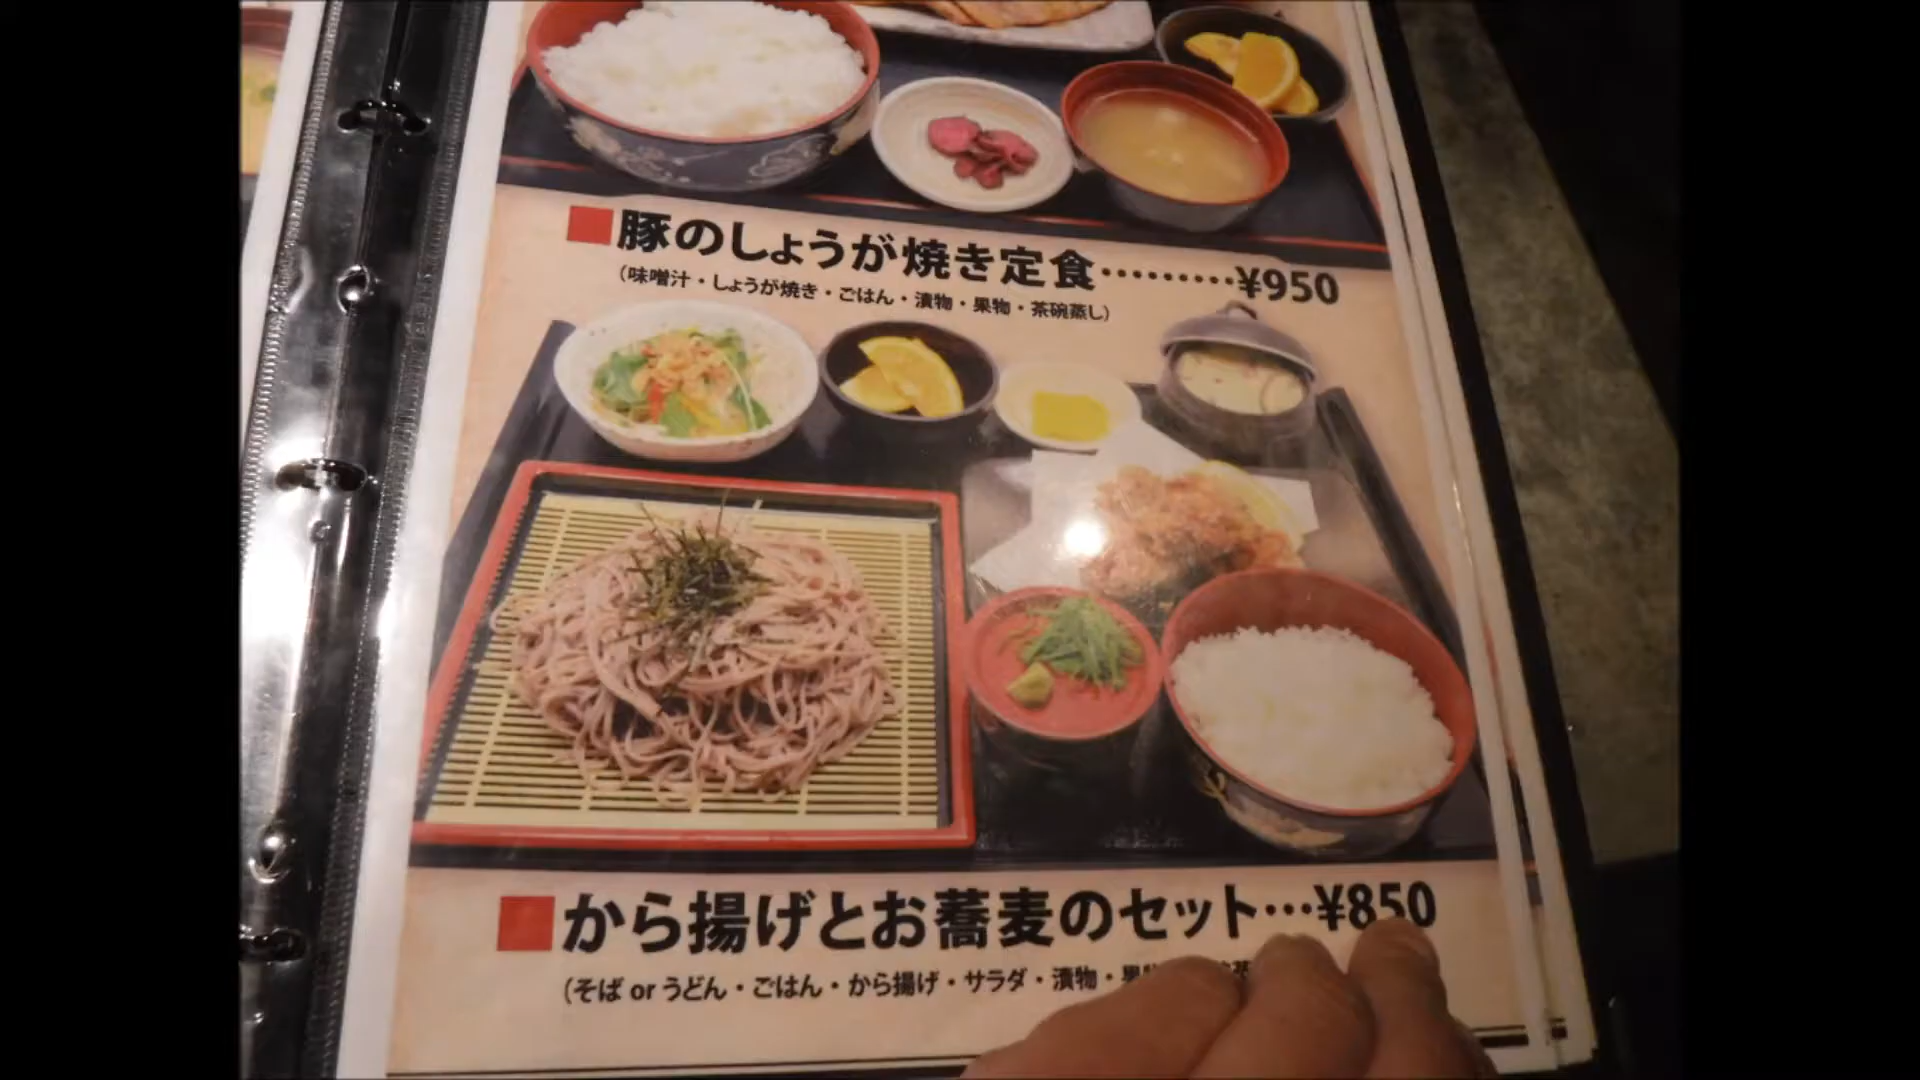 ■豚のしょうが焼き定食………¥950
(味噌汁・しょうが焼き・ごはん・漬物・果物・茶碗蒸し)
■から揚げとお蕎麦のセット…¥850
(そば or うどん・ごはん・から揚げ・サラダ・漬物・